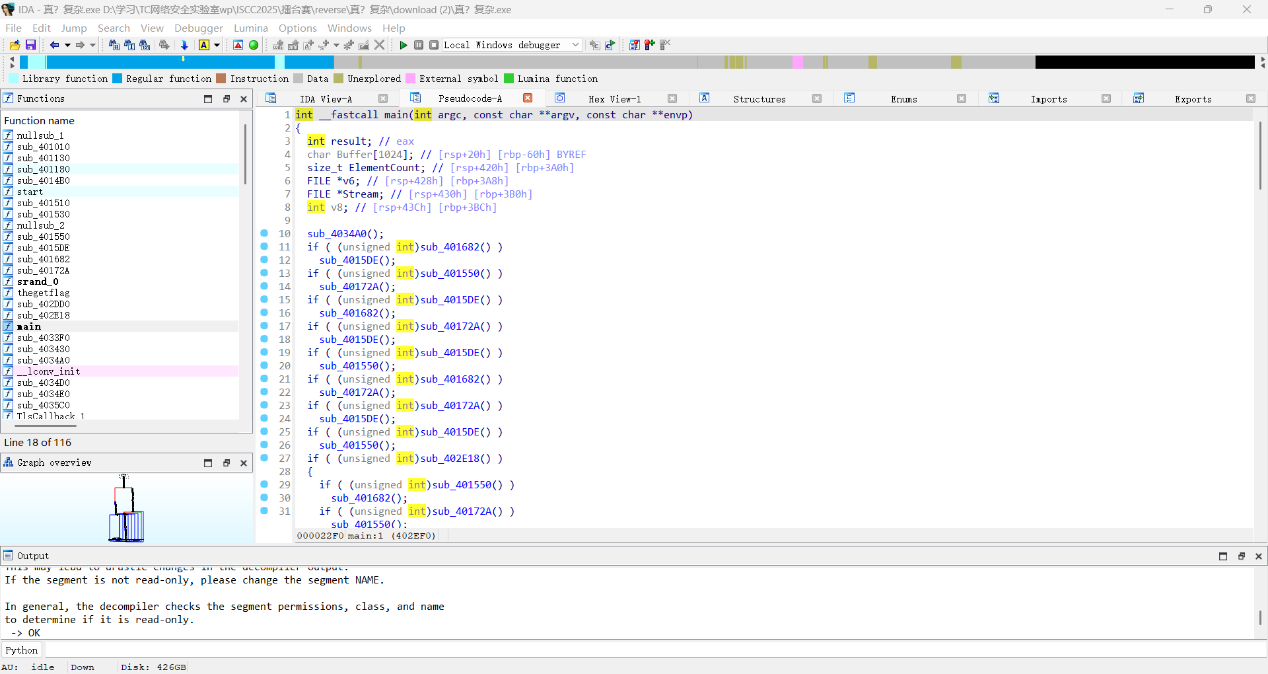 IDA - 真？复杂.exe D:\学习\TC网络安全实验室wp\ISCC2025\擂台赛\reverse\真？复杂\download (2)\真？复杂.exe
File Edit Jump Search View Debugger Lumina Options Windows Help
Local Windows debugger
Library function Regular function Instruction Data Unexplored External symbol Lumina function
Functions
IDA View-A Pseudocode-A Hex View-1 Structures Enums Imports Exports
Function name
nullsub_1
sub_401010
sub_401130
sub_401180
sub_4014B0
start
sub_401510
sub_401530
nullsub_2
sub_401550
sub_4015DE
sub_401682
sub_40172A
srand_0
thegetflag
sub_402DD0
sub_402E18
main
sub_4033F0
sub_403430
sub_4034A0
__lconv_init
sub_4034D0
sub_4034E0
sub_4035C0
TlsCallback_1
Line 18 of 116
Graph overview
1 int __fastcall main(int argc, const char **argv, const char **envp)
2 {
3 int result; // eax
4 char Buffer[1024]; // [rsp+20h] [rbp-60h] BYREF
5 size_t ElementCount; // [rsp+420h] [rbp+3A0h]
6 FILE *v6; // [rsp+428h] [rbp+3A8h]
7 FILE *Stream; // [rsp+430h] [rbp+3B0h]
8 int v8; // [rsp+43Ch] [rbp+3BCh]
9
10 sub_4034A0();
11 if ( (unsigned int)sub_401682() )
12 sub_4015DE();
13 if ( (unsigned int)sub_401550() )
14 sub_40172A();
15 if ( (unsigned int)sub_4015DE() )
16 sub_401682();
17 if ( (unsigned int)sub_40172A() )
18 sub_4015DE();
19 if ( (unsigned int)sub_4015DE() )
20 sub_401550();
21 if ( (unsigned int)sub_401682() )
22 sub_40172A();
23 if ( (unsigned int)sub_40172A() )
24 sub_4015DE();
25 if ( (unsigned int)sub_4015DE() )
26 sub_401550();
27 if ( (unsigned int)sub_402E18() )
28 {
29 if ( (unsigned int)sub_401550() )
30 sub_401682();
31 if ( (unsigned int)sub_40172A() )
sub_401550();
000022F0 main:1 (402EF0)
Output
This may lead to drastic changes in the decompiler output.
If the segment is not read-only, please change the segment NAME.
In general, the decompiler checks the segment permissions, class, and name
to determine if it is read-only.
-> OK
Python
AU: idle Down Disk: 426GB